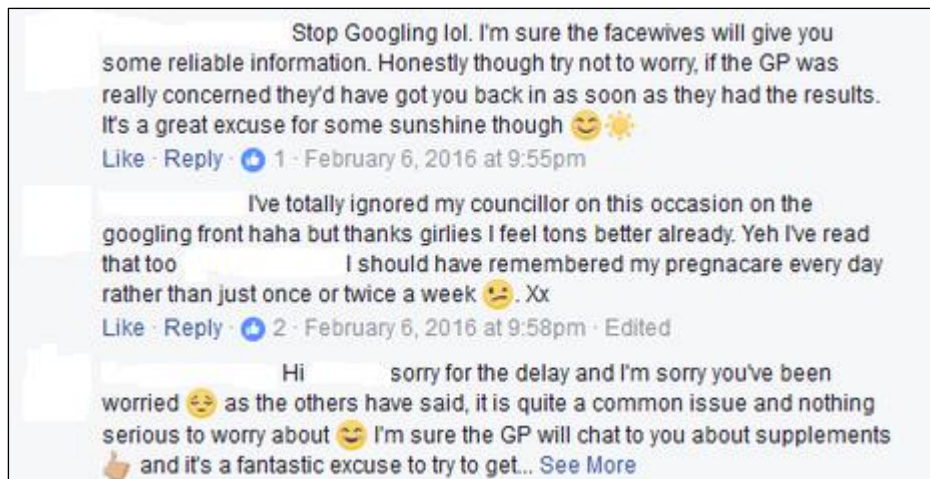 Stop Googling lol. I'm sure the facewives will give you
some reliable information. Honestly though try not to worry, if the GP was
really concerned they'd have got you back in as soon as they had the results.
It's a great excuse for some sunshine though 😊☀️
Like · Reply · 1 · February 6, 2016 at 9:55pm
I've totally ignored my councillor on this occasion on the
googling front haha but thanks girlies I feel tons better already. Yeh I've read
that too I should have remembered my pregnacare every day
rather than just once or twice a week 😕. Xx
Like · Reply · 2 · February 6, 2016 at 9:58pm · Edited
Hi sorry for the delay and I'm sorry you've been
worried 😔 as the others have said, it is quite a common issue and nothing
serious to worry about 😊 I'm sure the GP will chat to you about supplements
👍🏼 and it's a fantastic excuse to try to get... See More